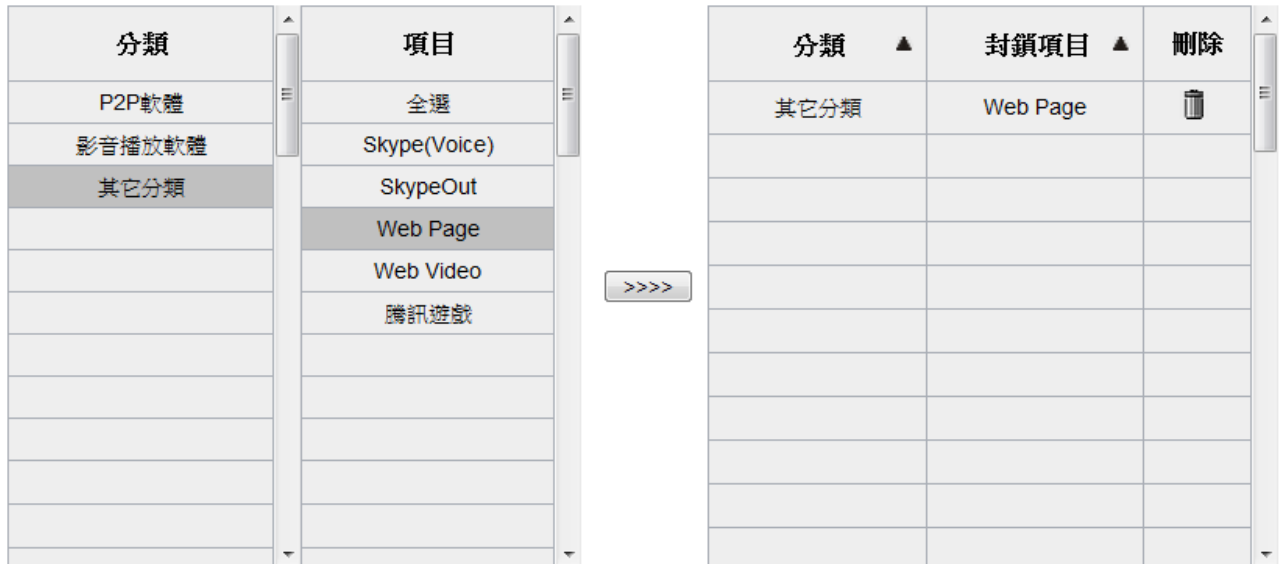 分類
項目
P2P軟體
全選
影音播放軟體
Skype(Voice)
其它分類
SkypeOut
Web Page
Web Video
騰訊遊戲
>>>>
分類 ▲ 封鎖項目 ▲ 刪除
其它分類 Web Page